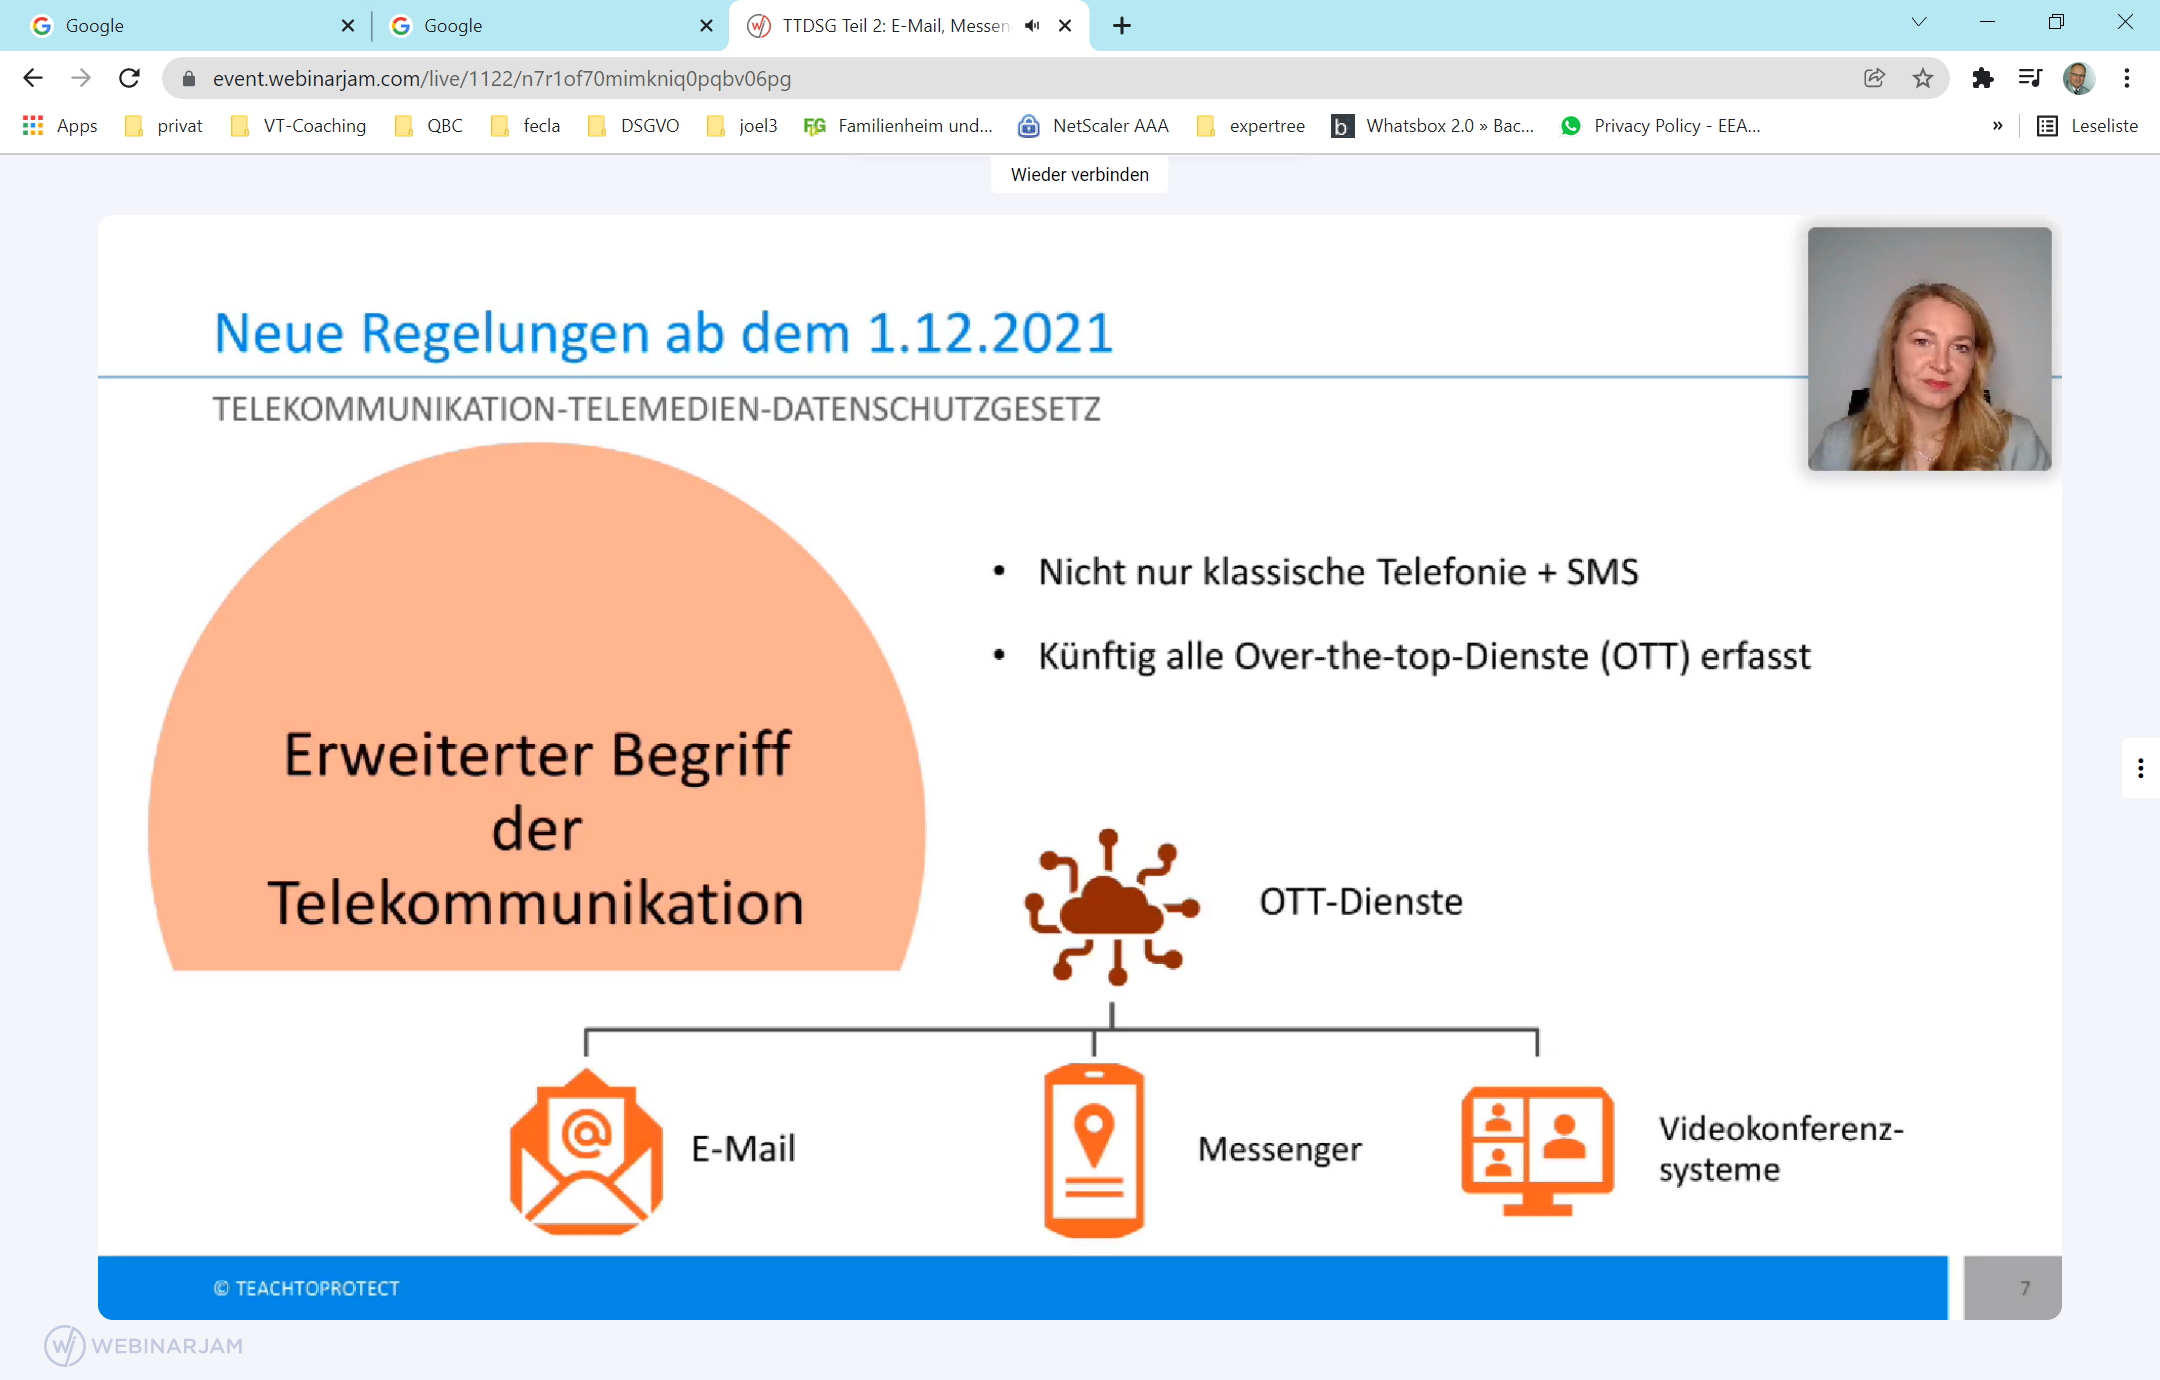 Google
Google
TTDSG Teil 2: E-Mail, Messen
event.webinarjam.com/live/1122/n7r1of70mimkniq0pqbv06pg
Apps
privat
VT-Coaching
QBC
fecla
DSGVO
joel3
FG
Familienheim und...
NetScaler AAA
expertree
b
Whatsbox 2.0 » Bac...
Privacy Policy - EEA...
»
Leseliste
Wieder verbinden
Neue Regelungen ab dem 1.12.2021
TELEKOMMUNIKATION-TELEMEDIEN-DATENSCHUTZGESETZ
• Nicht nur klassische Telefonie + SMS
• Künftig alle Over-the-top-Dienste (OTT) erfasst
Erweiterter Begriff
der
Telekommunikation
OTT-Dienste
@
E-Mail
Messenger
Videokonferenz-
systeme
© TEACHTOPROTECT
7
WEBINARJAM